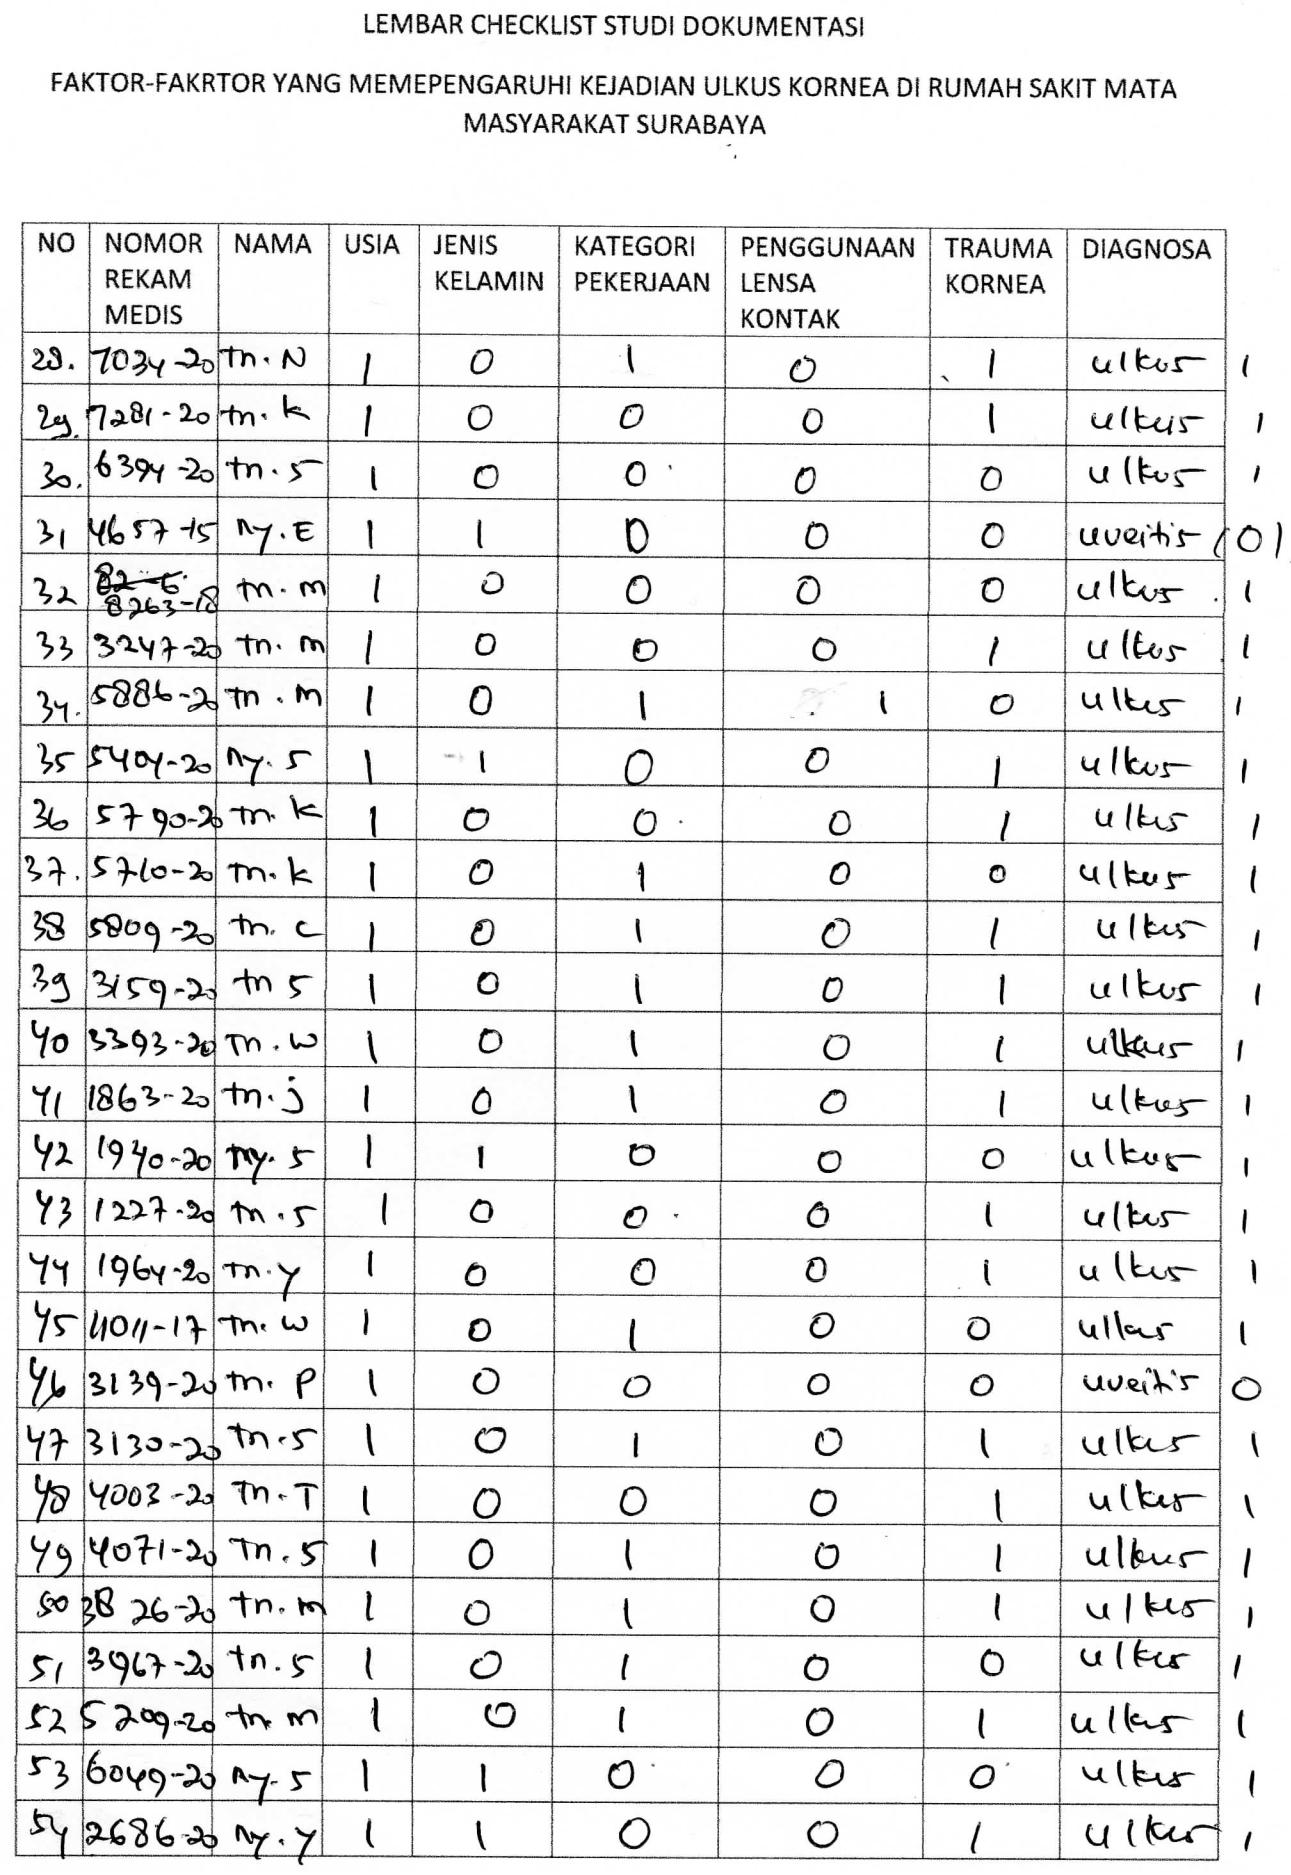 LEMBAR CHECKLIST STUDI DOKUMENTASI
FAKTOR-FAKRTOR YANG MEMEPENGARUHI KEJADIAN ULKUS KORNEA DI RUMAH SAKIT MATA
MASYARAKAT SURABAYA
NO NOMOR REKAM MEDIS NAMA USIA JENIS KELAMIN KATEGORI PEKERJAAN PENGGUNAAN LENSA KONTAK TRAUMA KORNEA DIAGNOSA
28. 7034-20 tn. N 1 0 1 0 1 ulkus 1
29. 7281-20 tn. k 1 0 0 0 1 ulkus 1
30. 6394-20 tn. S 1 0 0 0 0 ulkus 1
31 4657-15 ny. E 1 1 0 0 0 uveitis (0)
32 8263-18 tn. m 1 0 0 0 0 ulkus 1
33 3247-20 tn. m 1 0 0 0 1 ulkus 1
34. 5886-20 tn. m 1 0 1 1 0 ulkus 1
35 5404-20 ny. S 1 1 0 0 1 ulkus 1
36 5790-20 tn. k 1 0 0 0 1 ulkus 1
37. 5710-20 tn. k 1 0 1 0 0 ulkus 1
38 5809-20 tn. c 1 0 1 0 1 ulkus 1
39 3159-20 tn S 1 0 1 0 1 ulkus 1
40 3393-20 tn. w 1 0 1 0 1 ulkus 1
41 1863-20 tn. j 1 0 1 0 1 ulkus 1
42 1940-20 ny. S 1 1 0 0 0 ulkus 1
43 1227-20 tn. S 1 0 0 0 1 ulkus 1
44 1964-20 tn. y 1 0 0 0 1 ulkus 1
45 4011-17 tn. w 1 0 1 0 0 ulkus 1
46 3139-20 tn. P 1 0 0 0 0 uveitis 0
47 3130-20 tn. S 1 0 1 0 1 ulkus 1
48 4003-20 tn. T 1 0 0 0 1 ulkus 1
49 4071-20 tn. S 1 0 1 0 1 ulkus 1
50 3826-20 tn. m 1 0 1 0 1 ulkus 1
51 3967-20 tn. S 1 0 1 0 0 ulkus 1
52 5209-20 tn m 1 0 1 0 1 ulkus 1
53 6049-20 ny. S 1 1 0 0 0 ulkus 1
54 2686-20 ny. y 1 1 0 0 1 ulkus 1